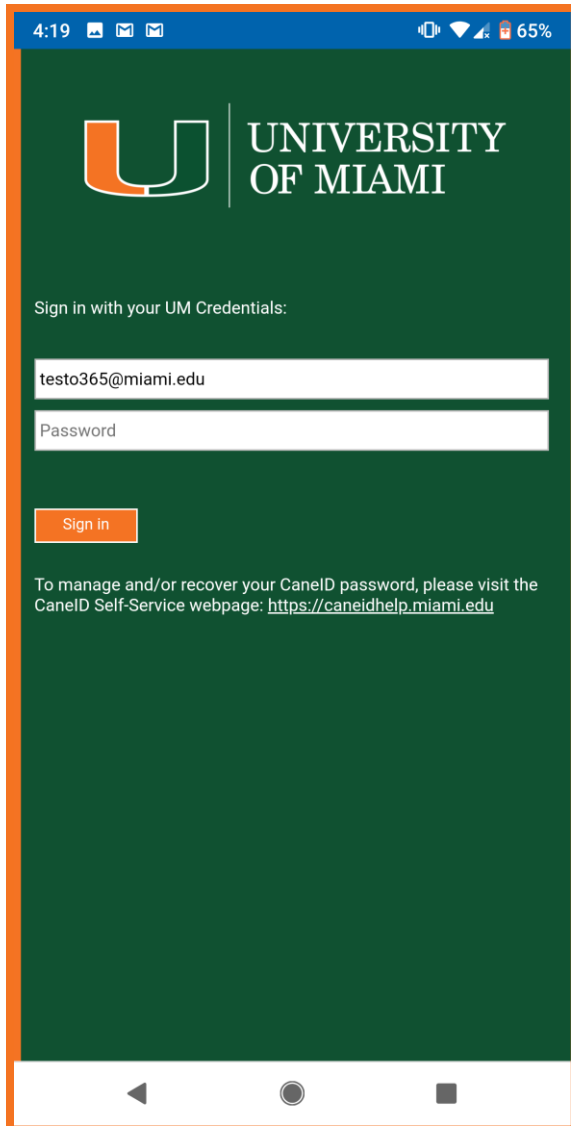 4:19 65%
UNIVERSITY
OF MIAMI
Sign in with your UM Credentials:
testo365@miami.edu
Password
Sign in
To manage and/or recover your CaneID password, please visit the
CaneID Self-Service webpage: https://caneidhelp.miami.edu